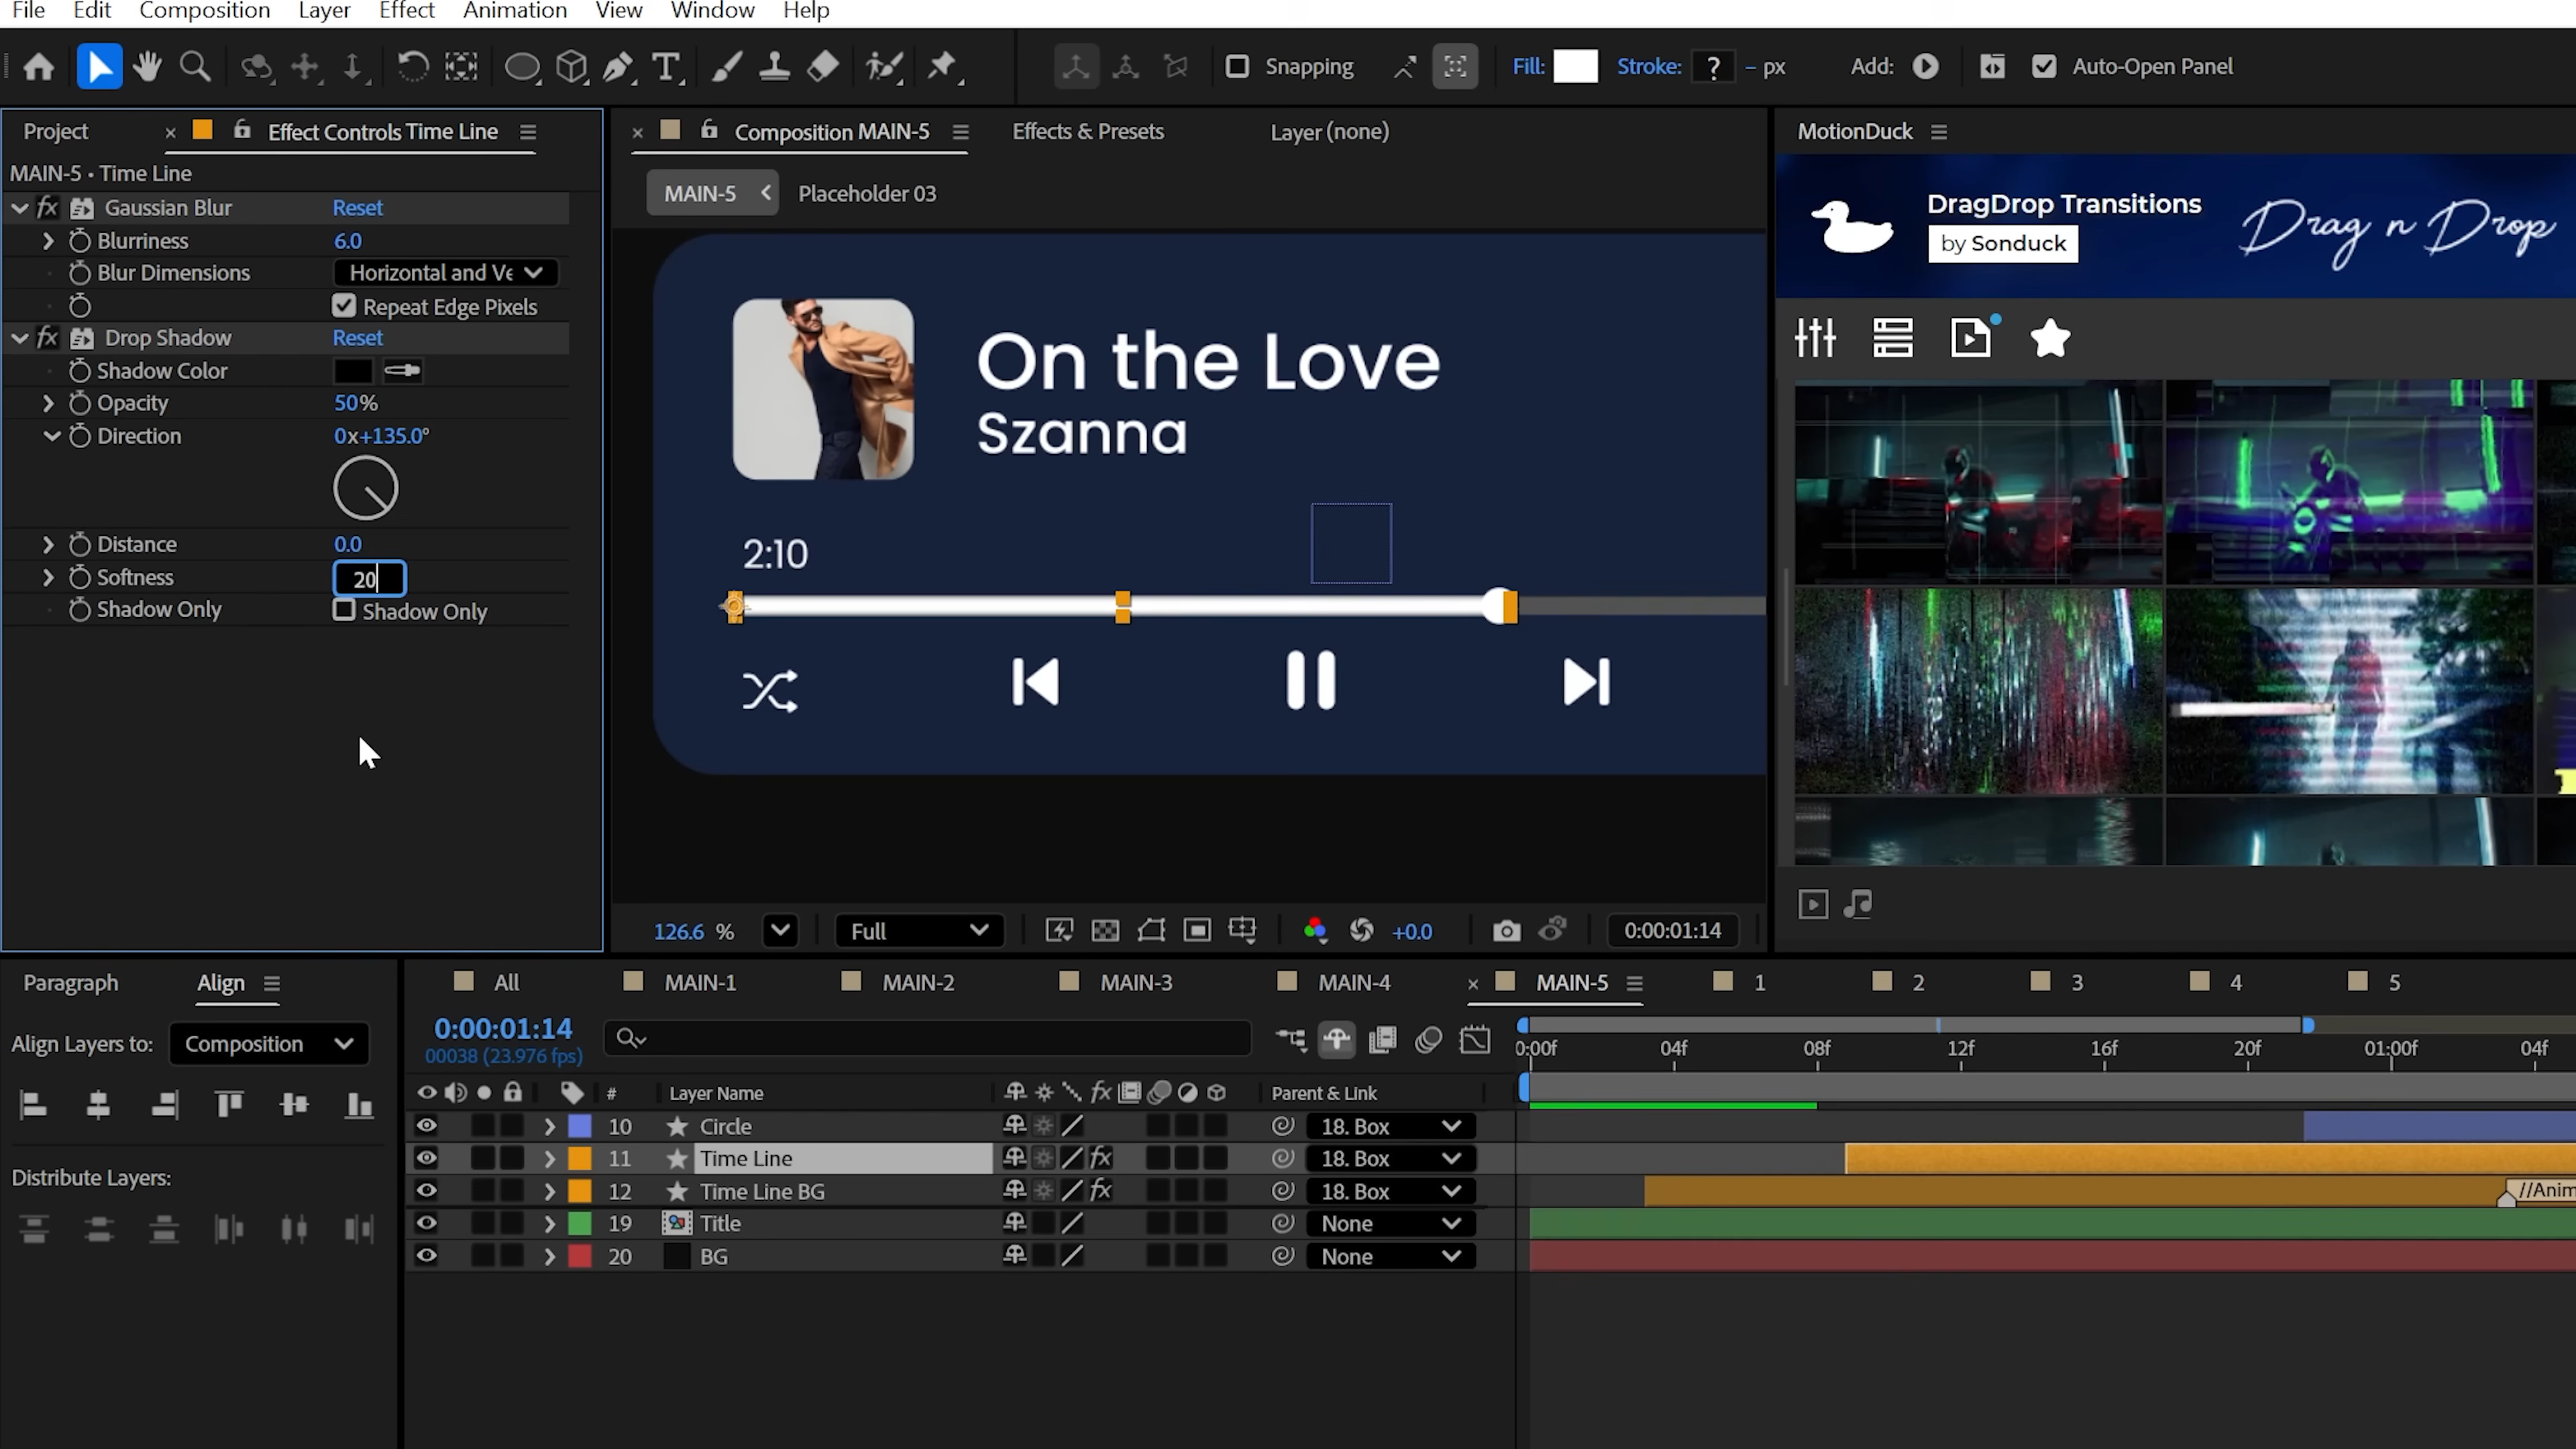 File Edit Composition Layer Effect Animation View Window Help
Snapping Fill: Stroke: ? – px Add: Auto-Open Panel
Project × Effect Controls Time Line
MAIN-5 • Time Line
fx Gaussian Blur Reset
Blurriness 6.0
Blur Dimensions Horizontal and Ve
Repeat Edge Pixels
fx Drop Shadow Reset
Shadow Color
Opacity 50%
Direction 0x+135.0°
Distance 0.0
Softness 20
Shadow Only Shadow Only
× Composition MAIN-5 Effects & Presets Layer (none)
MAIN-5 Placeholder 03
On the Love
Szanna
2:10
126.6 % Full +0.0 0:00:01:14
MotionDuck
DragDrop Transitions
by Sonduck
Drag n Drop
Paragraph Align
Align Layers to: Composition
Distribute Layers:
All MAIN-1 MAIN-2 MAIN-3 MAIN-4 × MAIN-5 1 2 3 4 5
0:00:01:14
00038 (23.976 fps)
0:00f 04f 08f 12f 16f 20f 01:00f 04f
# Layer Name fx Parent & Link
10 Circle 18. Box
11 Time Line fx 18. Box
12 Time Line BG fx 18. Box //Anim
19 Title None
20 BG None